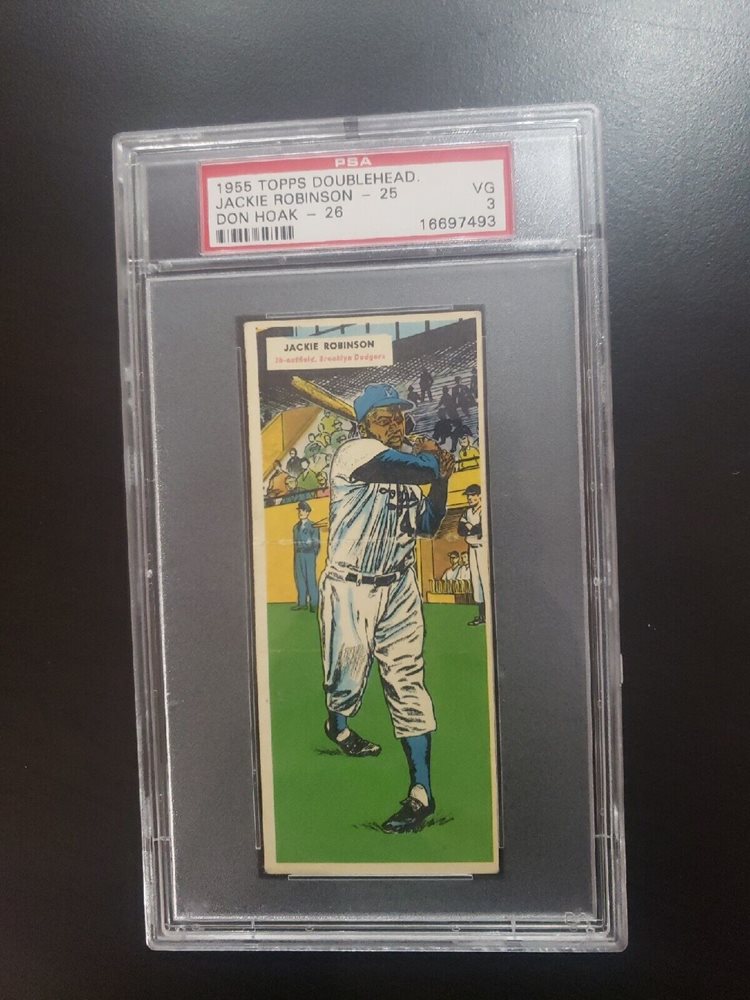 PSA
1955 TOPPS DOUBLEHEAD. VG
JACKIE ROBINSON - 25 3
DON HOAK - 26 16697493
JACKIE ROBINSON
3b-outfield, Brooklyn Dodgers